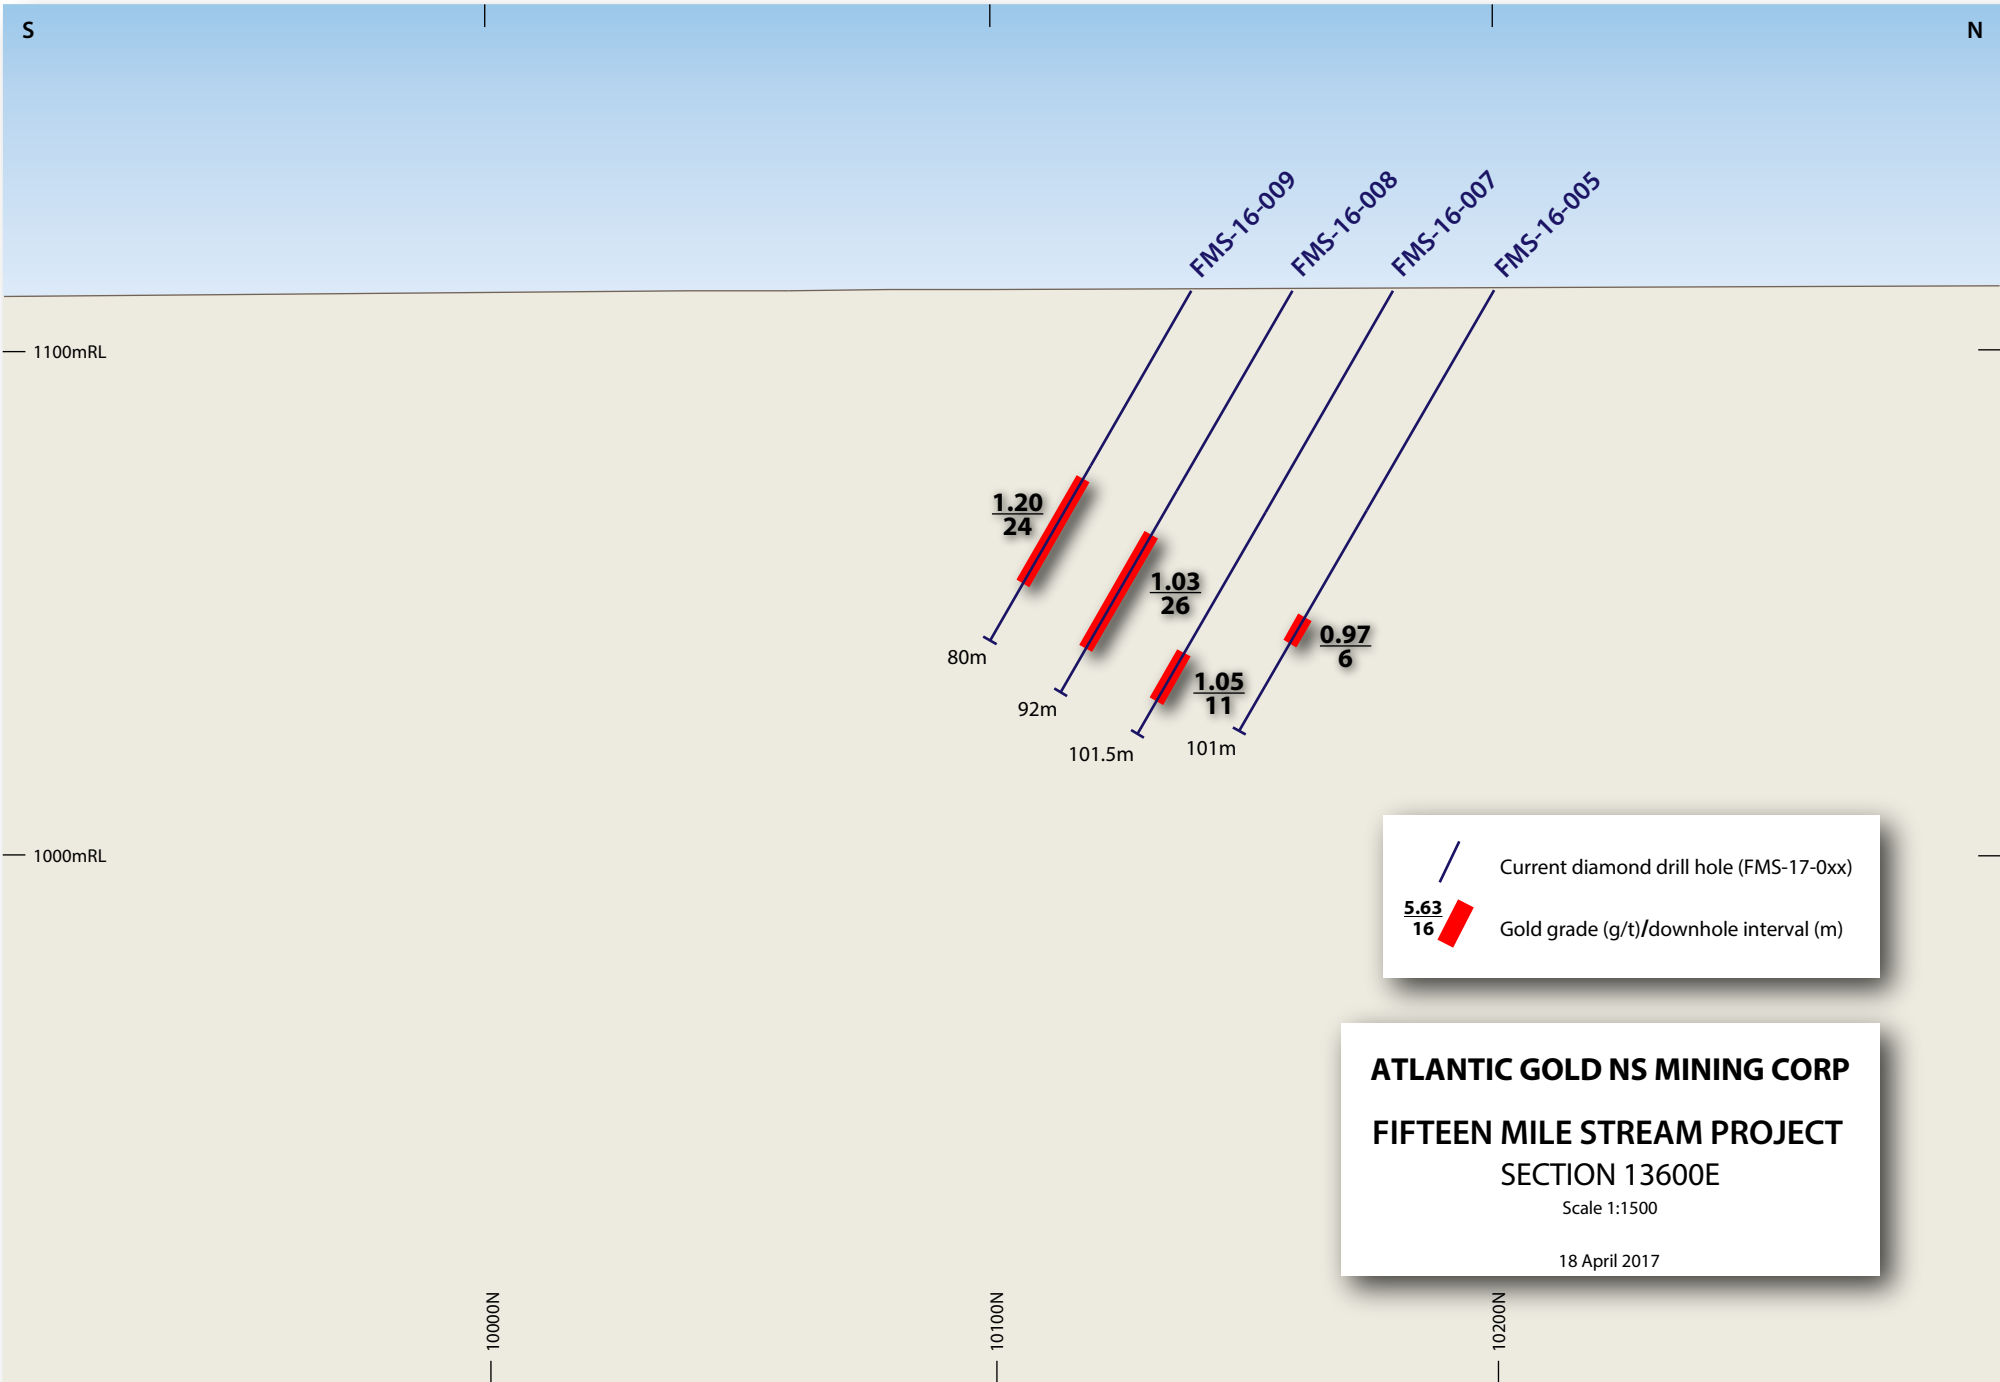 S
N
FMS-16-009
FMS-16-008
FMS-16-007
FMS-16-005
1100mRL
1.20
24
1.03
26
0.97
6
80m
1.05
11
92m
101.5m
101m
1000mRL
Current diamond drill hole (FMS-17-0xx)
5.63
16
Gold grade (g/t)/downhole interval (m)
ATLANTIC GOLD NS MINING CORP
FIFTEEN MILE STREAM PROJECT
SECTION 13600E
Scale 1:1500
18 April 2017
10000N
10100N
10200N